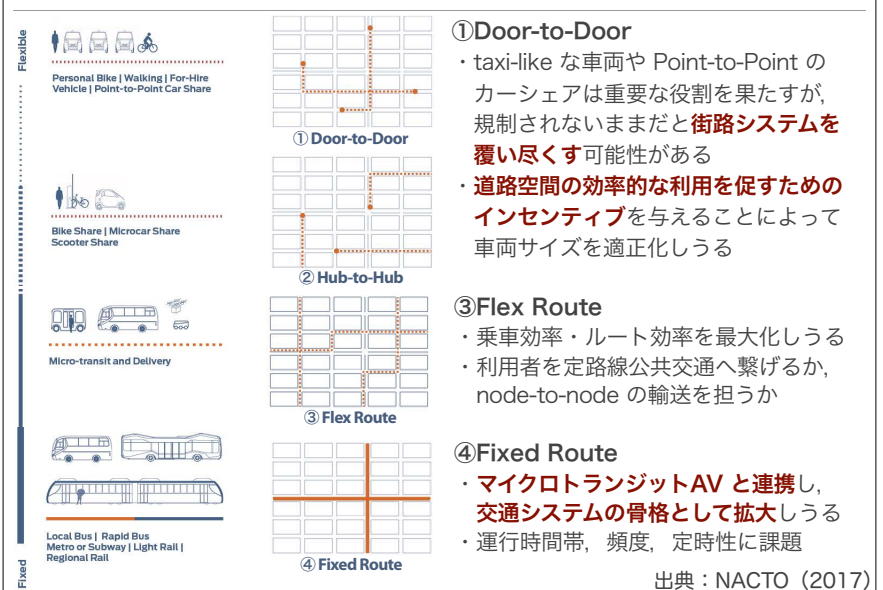 Flexible
Personal Bike | Walking | For-Hire
Vehicle | Point-to-Point Car Share
① Door-to-Door
Bike Share | Microcar Share
Scooter Share
② Hub-to-Hub
Micro-transit and Delivery
③ Flex Route
Local Bus | Rapid Bus
Metro or Subway | Light Rail |
Regional Rail
④ Fixed Route
Fixed
①Door-to-Door
・taxi-like な車両や Point-to-Point の
カーシェアは重要な役割を果たすが,
規制されないままだと街路システムを
覆い尽くす可能性がある
・道路空間の効率的な利用を促すための
インセンティブを与えることによって
車両サイズを適正化しうる
③Flex Route
・乗車効率・ルート効率を最大化しうる
・利用者を定路線公共交通へ繋げるか,
node-to-node の輸送を担うか
④Fixed Route
・マイクロトランジットAV と連携し,
交通システムの骨格として拡大しうる
・運行時間帯，頻度，定時性に課題
出典：NACTO（2017）